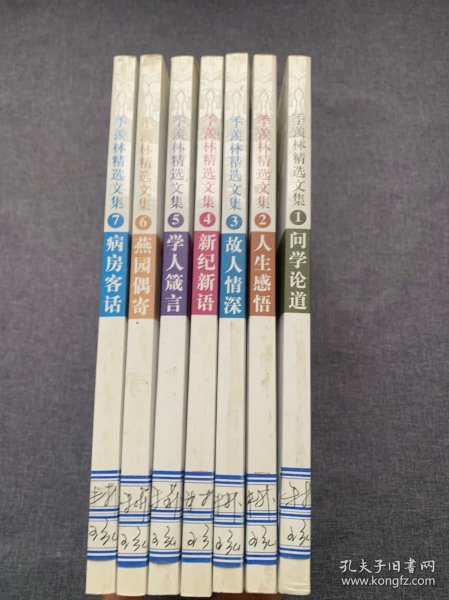 季羡林精选文集 7 病房客话
季羡林精选文集 6 燕园偶寄
季羡林精选文集 5 学人箴言
季羡林精选文集 4 新纪新语
季羡林精选文集 3 故人情深
季羡林精选文集 2 人生感悟
季羡林精选文集 1 问学论道
孔夫子旧书网
www.kongfz.com